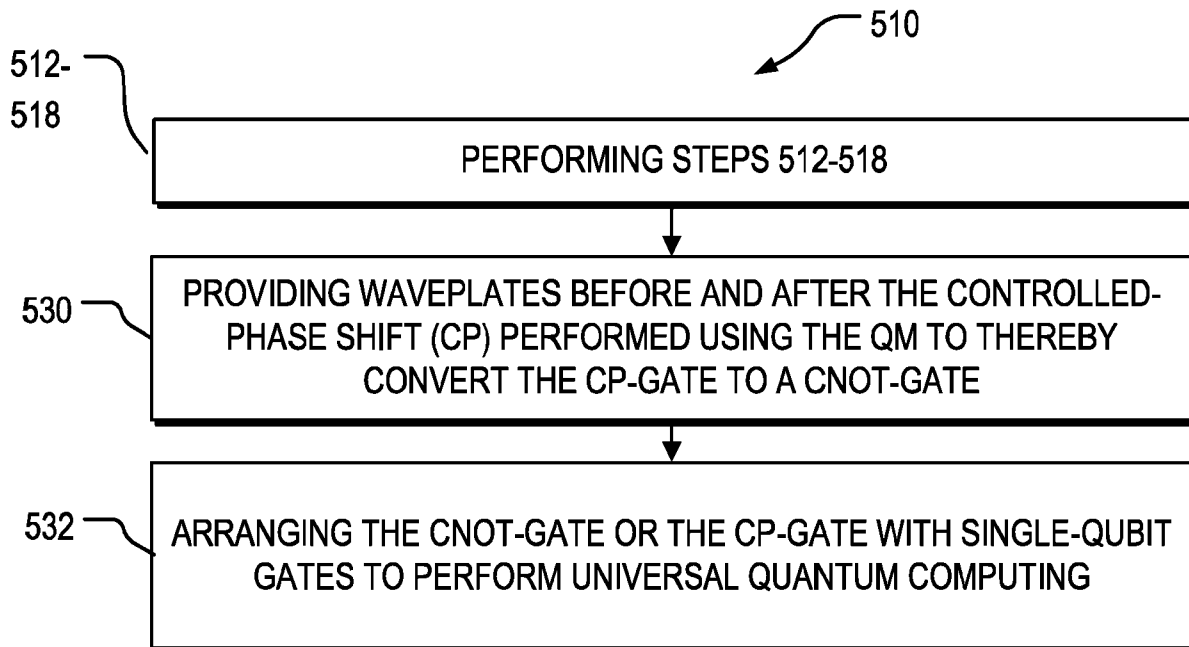 510
512-
518
PERFORMING STEPS 512-518
530
PROVIDING WAVEPLATES BEFORE AND AFTER THE CONTROLLED-
PHASE SHIFT (CP) PERFORMED USING THE QM TO THEREBY
CONVERT THE CP-GATE TO A CNOT-GATE
532
ARRANGING THE CNOT-GATE OR THE CP-GATE WITH SINGLE-QUBIT
GATES TO PERFORM UNIVERSAL QUANTUM COMPUTING